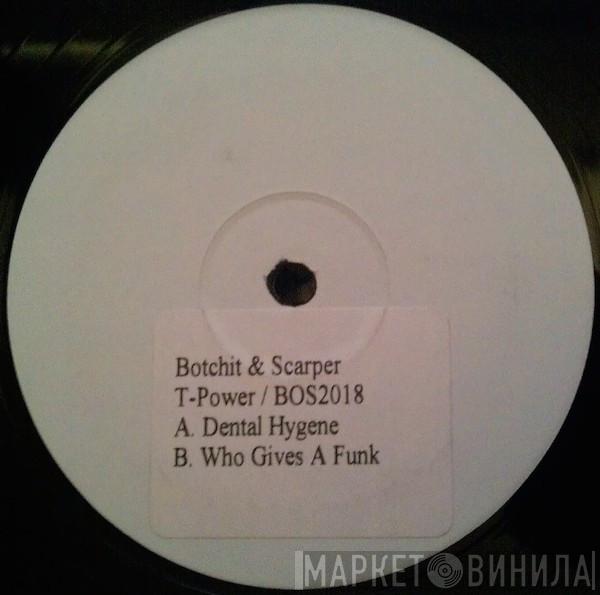 Botchit & Scarper
T-Power / BOS2018
A. Dental Hygene
B. Who Gives A Funk
МАРКЕТ ВИНИЛА